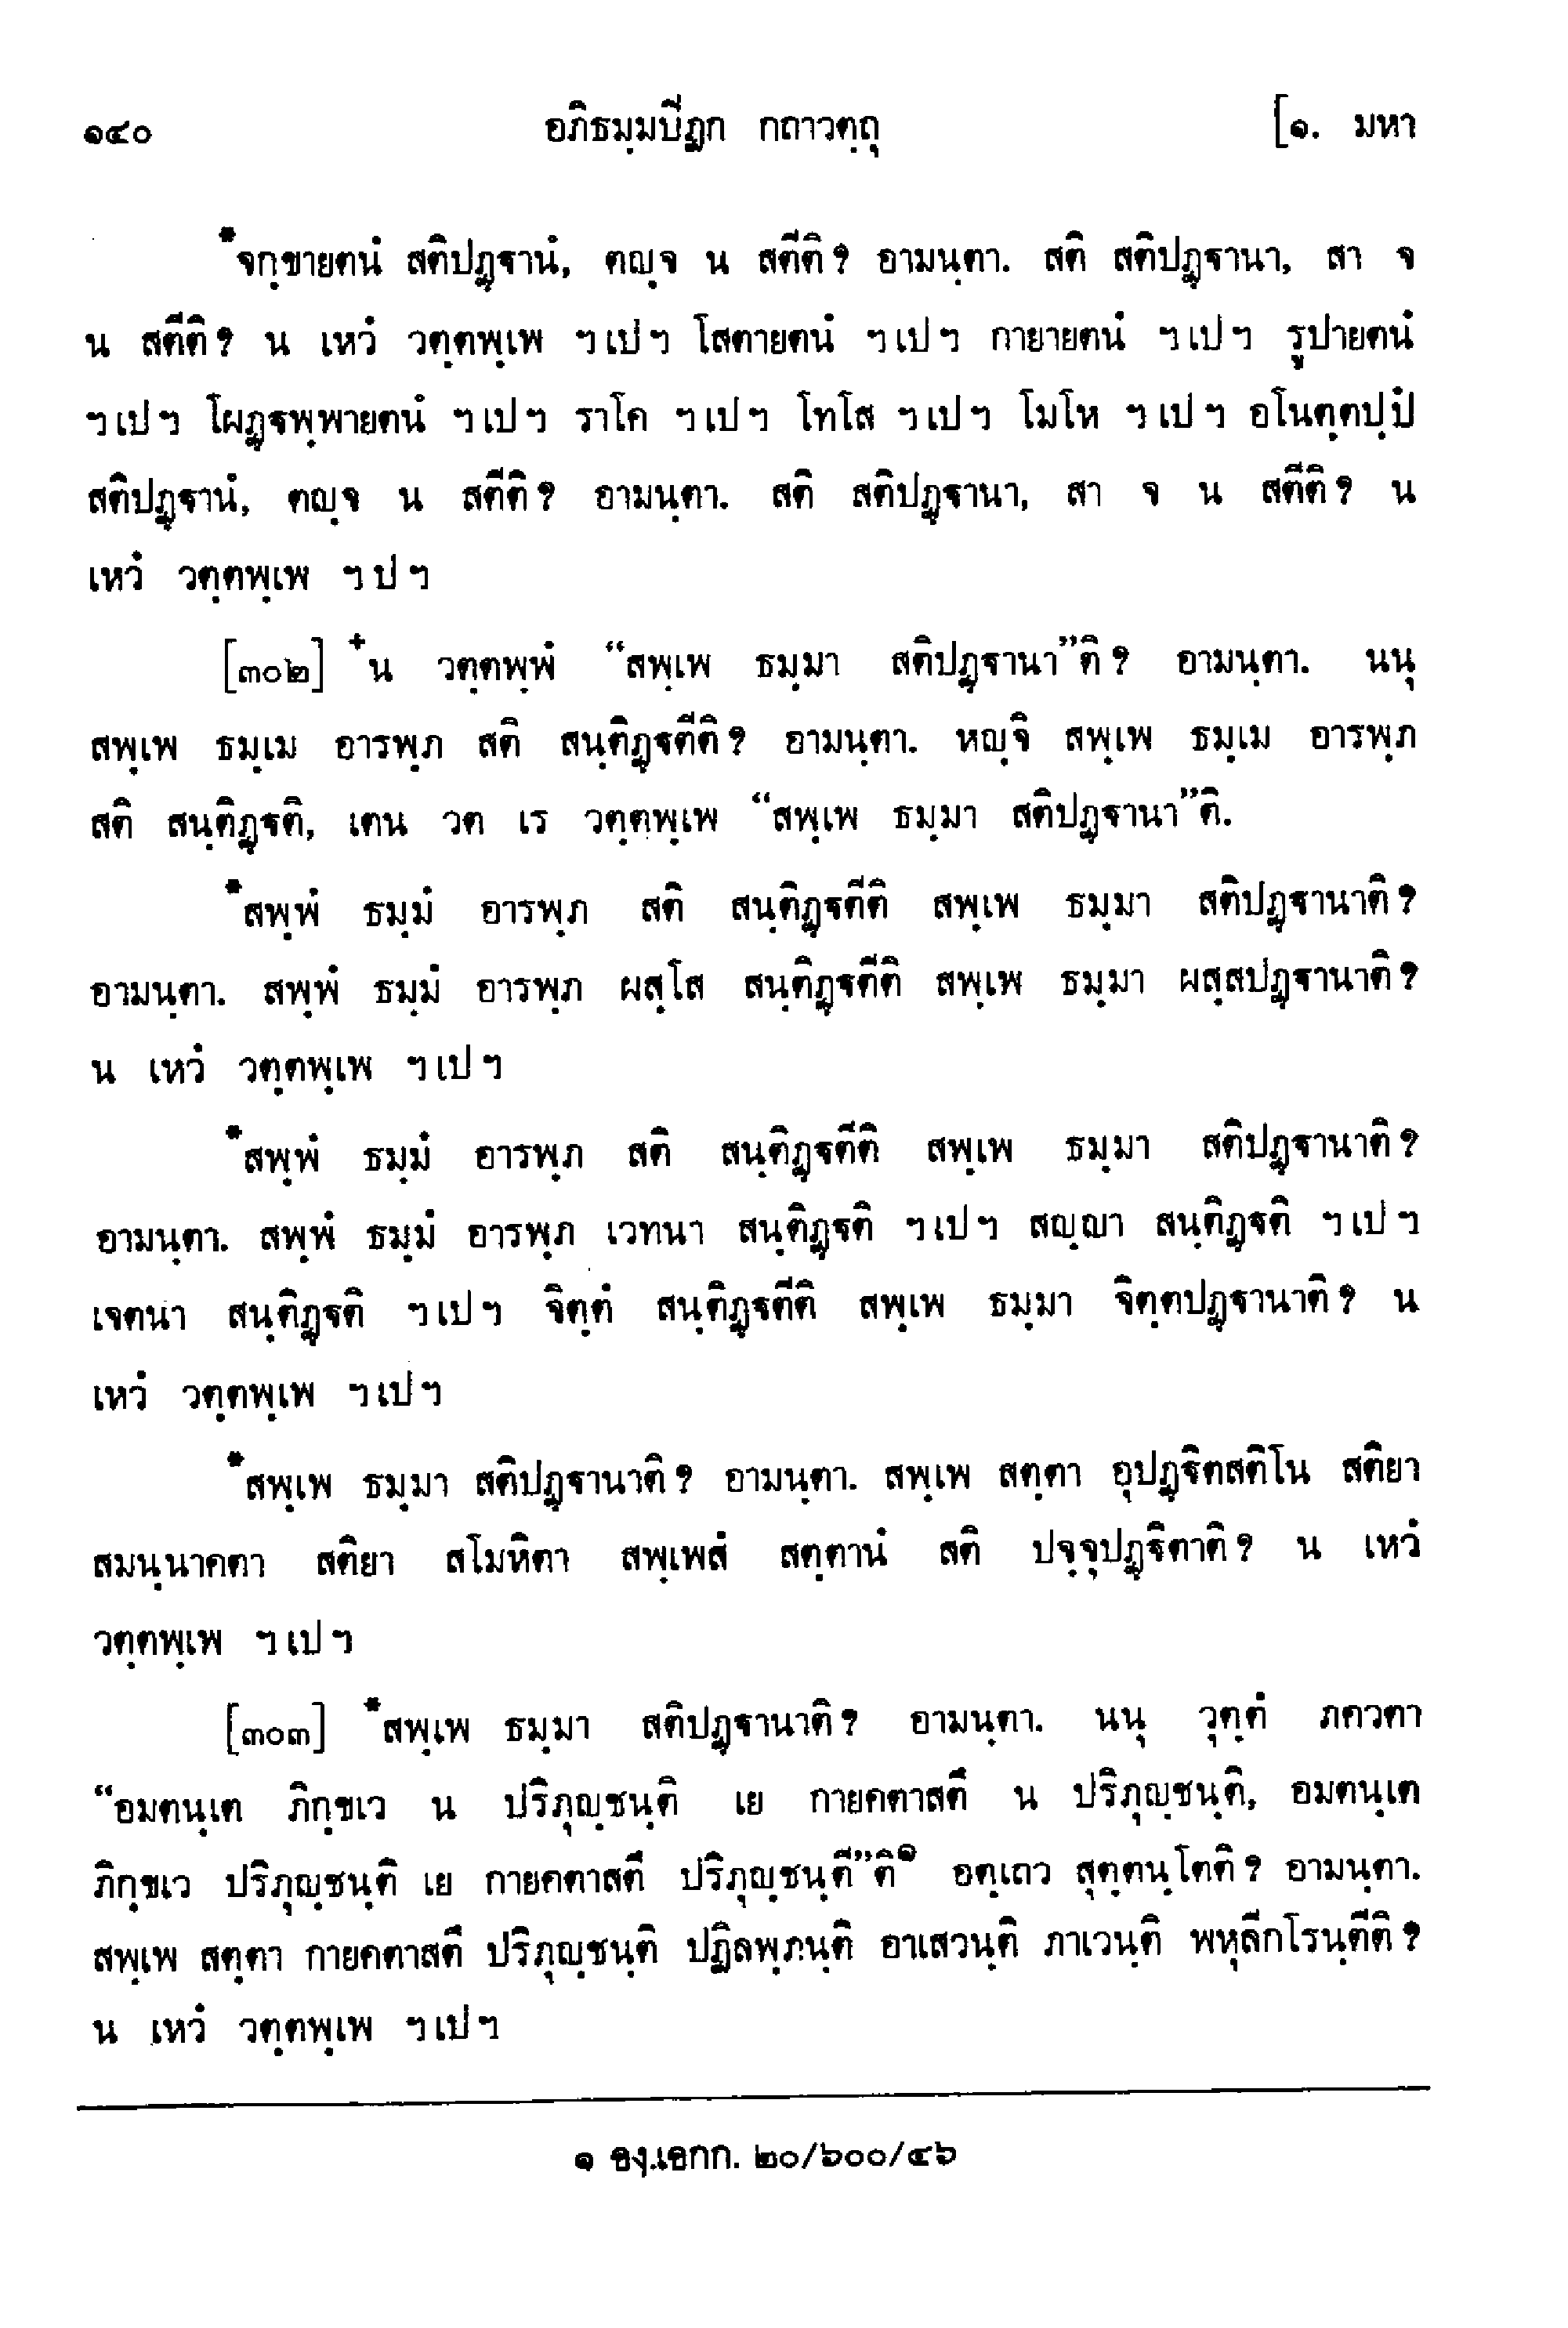 ๑๔๐ อภิธมฺมปิฏก กถาวตฺถุ [๑. มหา
*จกฺขายตนํ สติปฏฺฐานํ, ตญฺจ น สตีติ? อามนฺตา. สติ สติปฏฺฐานา, สา จ
น สตีติ? น เหวํ วตฺตพฺเพ ฯเปฯ โสตายตนํ ฯเปฯ กายายตนํ ฯเปฯ รูปายตนํ
ฯเปฯ โผฏฺฐพฺพายตนํ ฯเปฯ ราโค ฯเปฯ โทโส ฯเปฯ โมโห ฯเปฯ อโนตฺตปฺปํ
สติปฏฺฐานํ, ตญฺจ น สตีติ? อามนฺตา. สติ สติปฏฺฐานา, สา จ น สตีติ? น
เหวํ วตฺตพฺเพ ฯปฯ
[๓๐๒] +น วตฺตพฺพํ “สพฺเพ ธมฺมา สติปฏฺฐานา”ติ? อามนฺตา. นนุ
สพฺเพ ธมฺเม อารพฺภ สติ สนฺติฏฺฐตีติ? อามนฺตา. หญฺจิ สพฺเพ ธมฺเม อารพฺภ
สติ สนฺติฏฺฐติ, เตน วต เร วตฺตพฺเพ “สพฺเพ ธมฺมา สติปฏฺฐานา”ติ.
*สพฺพํ ธมฺมํ อารพฺภ สติ สนฺติฏฺฐตีติ สพฺเพ ธมฺมา สติปฏฺฐานาติ?
อามนฺตา. สพฺพํ ธมฺมํ อารพฺภ ผสฺโส สนฺติฏฺฐตีติ สพฺเพ ธมฺมา ผสฺสปฏฺฐานาติ?
น เหวํ วตฺตพฺเพ ฯเปฯ
*สพฺพํ ธมฺมํ อารพฺภ สติ สนฺติฏฺฐตีติ สพฺเพ ธมฺมา สติปฏฺฐานาติ?
อามนฺตา. สพฺพํ ธมฺมํ อารพฺภ เวทนา สนฺติฏฺฐติ ฯเปฯ สญฺญา สนฺติฏฺฐติ ฯเปฯ
เจตนา สนฺติฏฺฐติ ฯเปฯ จิตฺตํ สนฺติฏฺฐตีติ สพฺเพ ธมฺมา จิตฺตปฏฺฐานาติ? น
เหวํ วตฺตพฺเพ ฯเปฯ
*สพฺเพ ธมฺมา สติปฏฺฐานาติ? อามนฺตา. สพฺเพ สตฺตา อุปฏฺฐิตสติโน สติยา
สมนฺนาคตา สติยา สโมหิตา สพฺเพสํ สตฺตานํ สติ ปจฺจุปฏฺฐิตาติ? น เหวํ
วตฺตพฺเพ ฯเปฯ
[๓๐๓] *สพฺเพ ธมฺมา สติปฏฺฐานาติ? อามนฺตา. นนุ วุตฺตํ ภควตา
“อมตนฺเต ภิกฺขเว น ปริภุญฺชนฺติ เย กายคตาสตึ น ปริภุญฺชนฺติ, อมตนฺเต
ภิกฺขเว ปริภุญฺชนฺติ เย กายคตาสตึ ปริภุญฺชนฺตี”ติ๑ อตฺเถว สุตฺตนฺโตติ? อามนฺตา.
สพฺเพ สตฺตา กายคตาสตึ ปริภุญฺชนฺติ ปฏิลพฺภนฺติ อาเสวนฺติ ภาเวนฺติ พหุลีกโรนฺตีติ?
น เหวํ วตฺตพฺเพ ฯเปฯ
๑ องฺ.เอกก. ๒๐/๖๐๐/๔๖